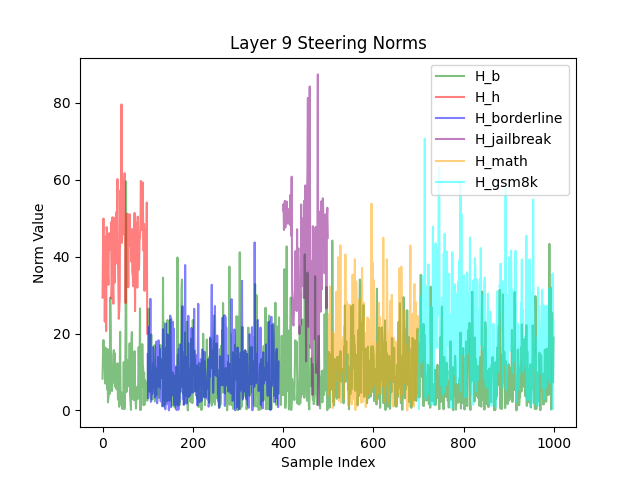 Layer 9 Steering Norms
Norm Value
80
60
40
20
0
0
200
400
600
800
1000
Sample Index
H_b
H_h
H_borderline
H_jailbreak
H_math
H_gsm8k